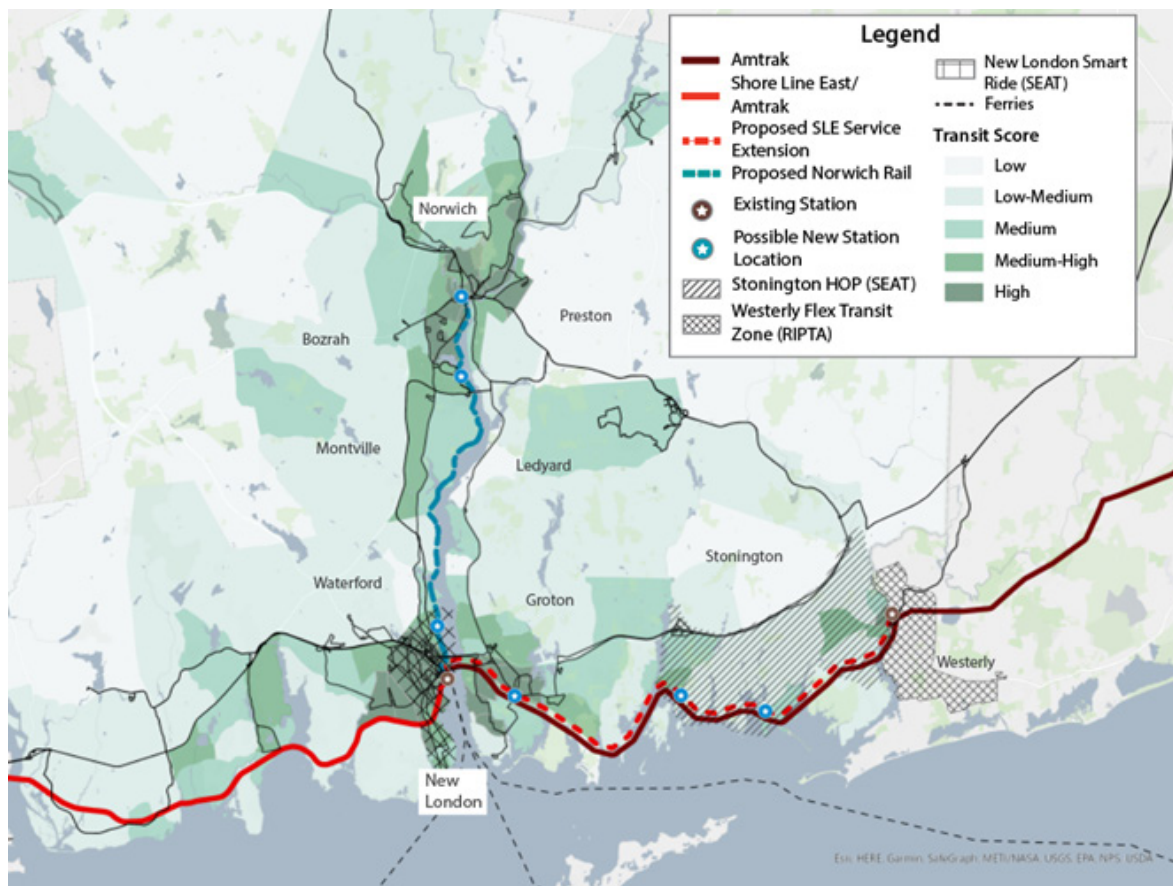 Legend
Amtrak
Shore Line East/
Amtrak
Proposed SLE Service
Extension
Proposed Norwich Rail
Existing Station
Possible New Station
Location
Stonington HOP (SEAT)
Westerly Flex Transit
Zone (RIPTA)
New London Smart
Ride (SEAT)
Ferries
Transit Score
Low
Low-Medium
Medium
Medium-High
High
Norwich
Preston
Bozrah
Montville
Ledyard
Stonington
Waterford
Groton
Westerly
New
London
Esri, HERE, Garmin, SafeGraph, METI/NASA, USGS, EPA, NPS, USDA